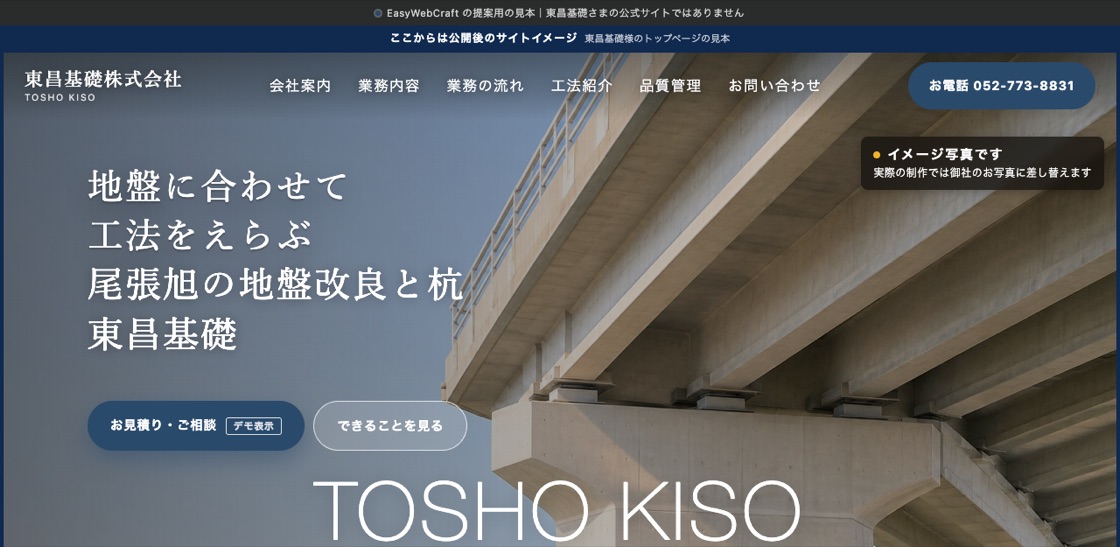 EasyWebCraft の提案用の見本｜東昌基礎さまの公式サイトではありません
ここからは公開後のサイトイメージ 東昌基礎様のトップページの見本
東昌基礎株式会社
TOSHO KISO
会社案内 業務内容 業務の流れ 工法紹介 品質管理 お問い合わせ
お電話 052-773-8831
イメージ写真です
実際の制作では御社のお写真に差し替えます
地盤に合わせて
工法をえらぶ
尾張旭の地盤改良と杭
東昌基礎
お見積り・ご相談 デモ表示 できることを見る
TOSHO KISO